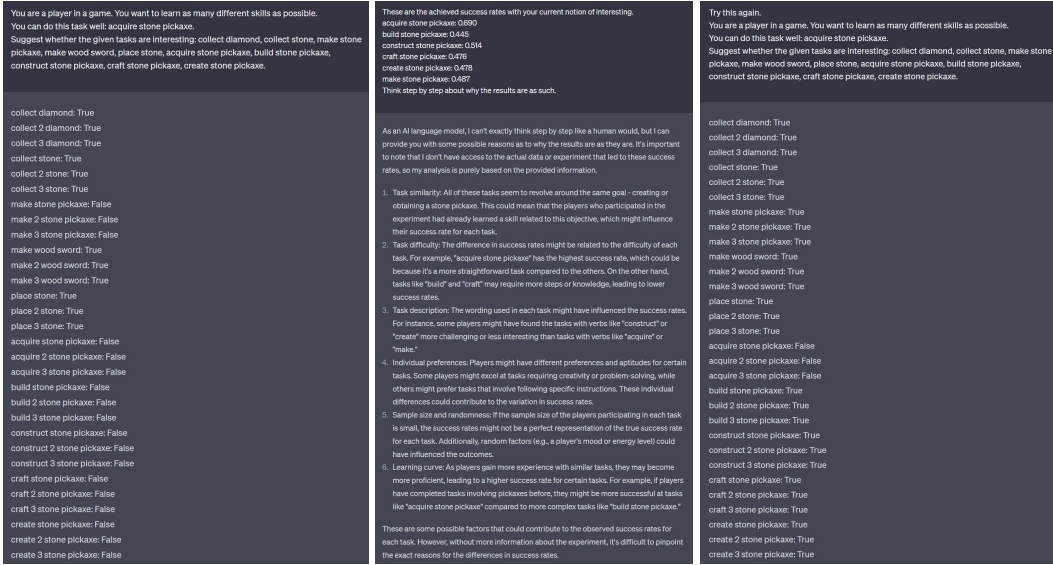 You are a player in a game. You want to learn as many different skills as possible.
You can do this task well: acquire stone pickaxe.
Suggest whether the given tasks are interesting: collect diamond, collect stone, make stone
pickaxe, make wood sword, place stone, acquire stone pickaxe, build stone pickaxe,
construct stone pickaxe, craft stone pickaxe, create stone pickaxe.
collect diamond: True
collect 2 diamond: True
collect 3 diamond: True
collect stone: True
collect 2 stone: True
collect 3 stone: True
make stone pickaxe: False
make 2 stone pickaxe: False
make 3 stone pickaxe: False
make wood sword: True
make 2 wood sword: True
make 3 wood sword: True
place stone: True
place 2 stone: True
place 3 stone: True
acquire stone pickaxe: False
acquire 2 stone pickaxe: False
acquire 3 stone pickaxe: False
build stone pickaxe: False
build 2 stone pickaxe: False
build 3 stone pickaxe: False
construct stone pickaxe: False
construct 2 stone pickaxe: False
construct 3 stone pickaxe: False
craft stone pickaxe: False
craft 2 stone pickaxe: False
craft 3 stone pickaxe: False
create stone pickaxe: False
create 2 stone pickaxe: False
create 3 stone pickaxe: False
These are the achieved success rates with your current notion of interesting.
acquire stone pickaxe: 0.690
build stone pickaxe: 0.445
construct stone pickaxe: 0.514
craft stone pickaxe: 0.476
create stone pickaxe: 0.478
make stone pickaxe: 0.487
Think step by step about why the results are as such.
As an AI language model, I can't exactly think step by step like a human would, but I can
provide you with some possible reasons as to why the results are as they are. It's important
to note that I don't have access to the actual data or experiment that led to these success
rates, so my analysis is purely based on the provided information.
1. Task similarity: All of these tasks seem to revolve around the same goal - creating or
obtaining a stone pickaxe. This could mean that the players who participated in the
experiment had already learned a skill related to this objective, which might influence
their success rate for each task.
2. Task difficulty: The difference in success rates might be related to the difficulty of each
task. For example, "acquire stone pickaxe" has the highest success rate, which could be
because it's a more straightforward task compared to the others. On the other hand,
tasks like "build" and "craft" may require more steps or knowledge, leading to lower
success rates.
3. Task description: The wording used in each task might have influenced the success rates.
For instance, some players might have found the tasks with verbs like "construct" or
"create" more challenging or less interesting than tasks with verbs like "acquire" or
"make."
4. Individual preferences: Players might have different preferences and aptitudes for certain
tasks. Some players might excel at tasks requiring creativity or problem-solving, while
others might prefer tasks that involve following specific instructions. These individual
differences could contribute to the variation in success rates.
5. Sample size and randomness: If the sample size of the players participating in each task
is small, the success rates might not be a perfect representation of the true success rate
for each task. Additionally, random factors (e.g., a player's mood or energy level) could
have influenced the outcomes.
6. Learning curve: As players gain more experience with similar tasks, they may become
more proficient, leading to a higher success rate for certain tasks. For example, if players
have completed tasks involving pickaxes before, they might be more successful at tasks
like "acquire stone pickaxe" compared to more complex tasks like "build stone pickaxe."
These are some possible factors that could contribute to the observed success rates for
each task. However, without more information about the experiment, it's difficult to pinpoint
the exact reasons for the differences in success rates.
Try this again.
You are a player in a game. You want to learn as many different skills as possible.
You can do this task well: acquire stone pickaxe.
Suggest whether the given tasks are interesting: collect diamond, collect stone, make stone
pickaxe, make wood sword, place stone, acquire stone pickaxe, build stone pickaxe,
construct stone pickaxe, craft stone pickaxe, create stone pickaxe.
collect diamond: True
collect 2 diamond: True
collect 3 diamond: True
collect stone: True
collect 2 stone: True
collect 3 stone: True
make stone pickaxe: True
make 2 stone pickaxe: True
make 3 stone pickaxe: True
make wood sword: True
make 2 wood sword: True
make 3 wood sword: True
place stone: True
place 2 stone: True
place 3 stone: True
acquire stone pickaxe: False
acquire 2 stone pickaxe: False
acquire 3 stone pickaxe: False
build stone pickaxe: True
build 2 stone pickaxe: True
build 3 stone pickaxe: True
construct stone pickaxe: True
construct 2 stone pickaxe: True
construct 3 stone pickaxe: True
craft stone pickaxe: True
craft 2 stone pickaxe: True
craft 3 stone pickaxe: True
create stone pickaxe: True
create 2 stone pickaxe: True
create 3 stone pickaxe: True